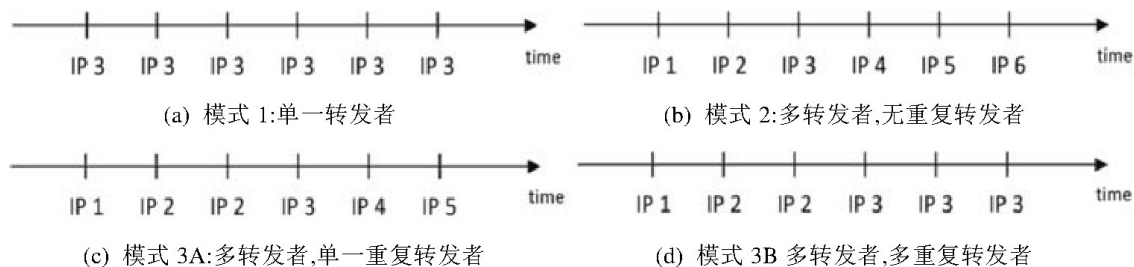 IP 3 IP 3 IP 3 IP 3 IP 3 IP 3 time
(a) 模式 1:单一转发者
IP 1 IP 2 IP 3 IP 4 IP 5 IP 6 time
(b) 模式 2:多转发者,无重复转发者
IP 1 IP 2 IP 2 IP 3 IP 4 IP 5 time
(c) 模式 3A:多转发者,单一重复转发者
IP 1 IP 2 IP 2 IP 3 IP 3 IP 3 time
(d) 模式 3B 多转发者,多重复转发者